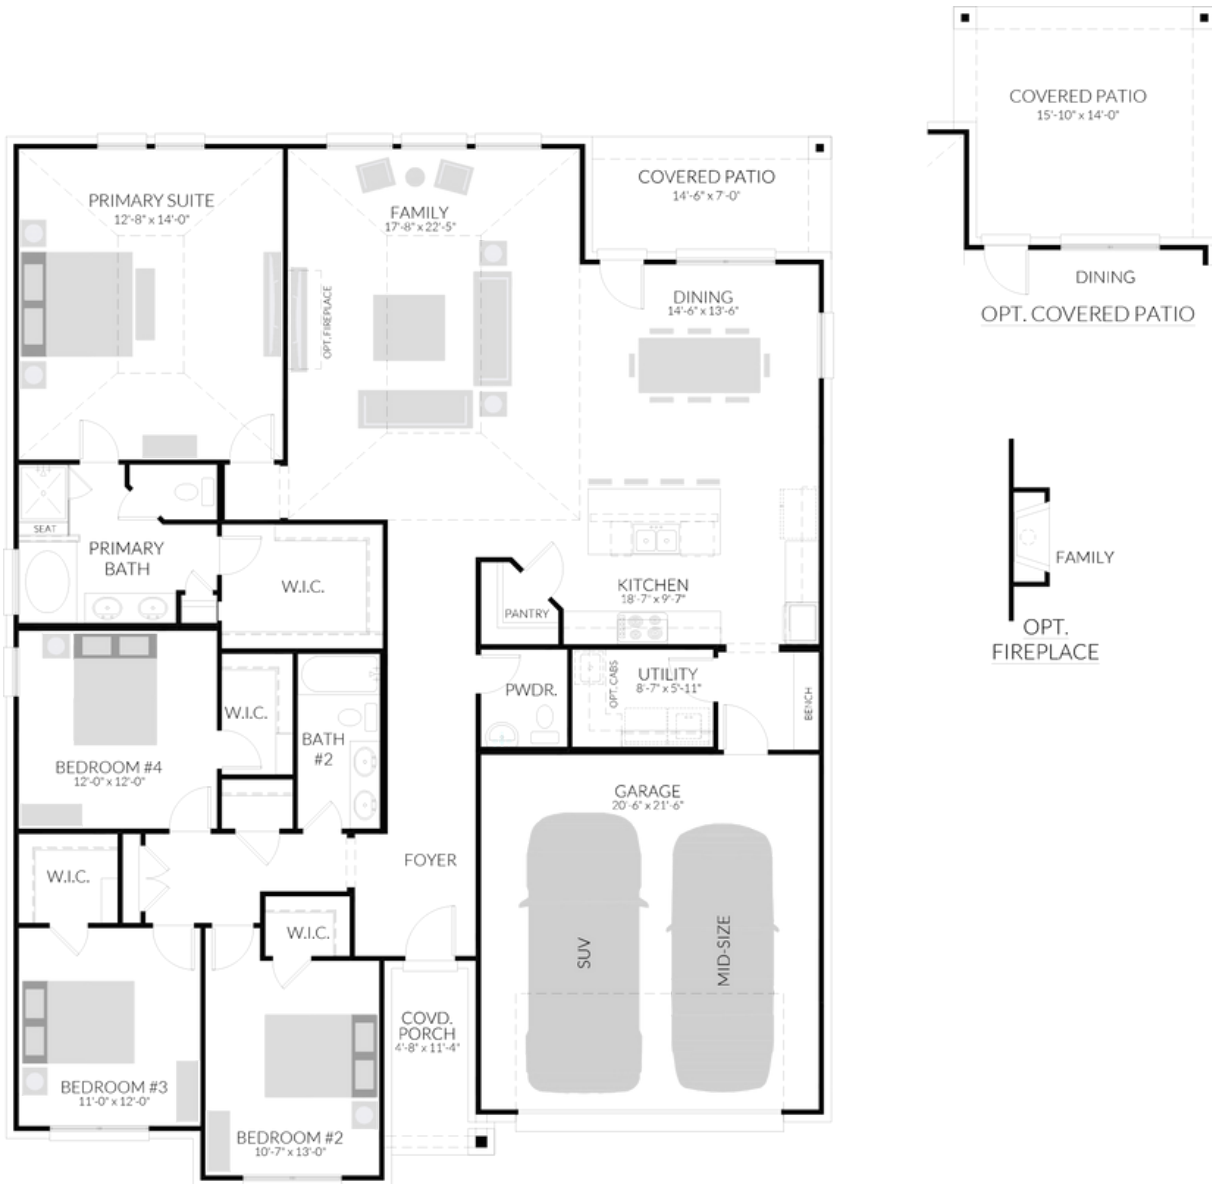 COVERED PATIO
15'-10" x 14'-0"
DINING
OPT. COVERED PATIO
PRIMARY SUITE
12'-8" x 14'-0"
FAMILY
17'-8" x 22'-5"
OPT. FIREPLACE
COVERED PATIO
14'-6" x 7'-0"
DINING
14'-6" x 13'-6"
SEAT
PRIMARY
BATH
W.I.C.
PANTRY
KITCHEN
18'-7" x 9'-7"
FAMILY
OPT.
FIREPLACE
BEDROOM #4
12'-0" x 12'-0"
W.I.C.
BATH
#2
PWDR.
OPT. CABS
UTILITY
8'-7" x 5'-11"
BENCH
GARAGE
20'-6" x 21'-6"
SUV
MID-SIZE
FOYER
W.I.C.
W.I.C.
COVD.
PORCH
4'-8" x 11'-4"
BEDROOM #3
11'-0" x 12'-0"
BEDROOM #2
10'-7" x 13'-0"